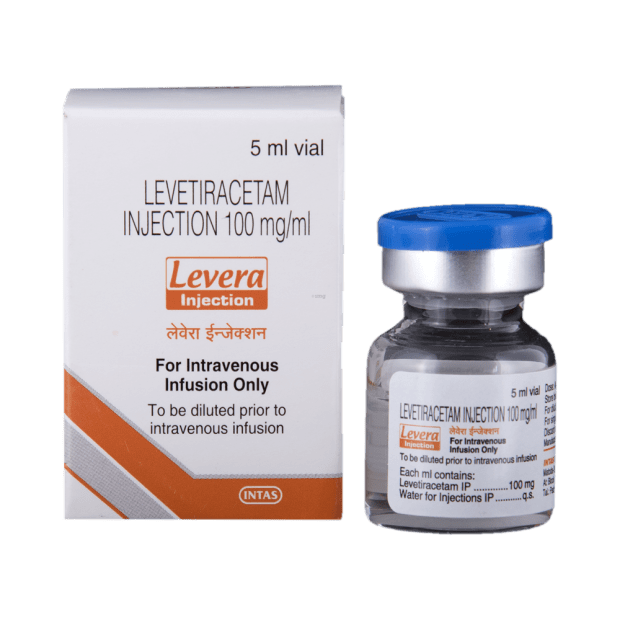 5 ml vial
LEVETIRACETAM
INJECTION 100 mg/ml
Levera
Injection
लेवेरा ईन्जेक्शन
For Intravenous
Infusion Only
To be diluted prior to
intravenous infusion
INTAS
5 ml vial
LEVETIRACETAM INJECTION 100 mg/ml
Levera
Injection
लेवेरा ईन्जेक्शन
For Intravenous
Infusion Only
To be diluted prior to intravenous infusion
Each ml contains:
Levetiracetam IP ............100 mg
Water for Injections IP ..........q.s.